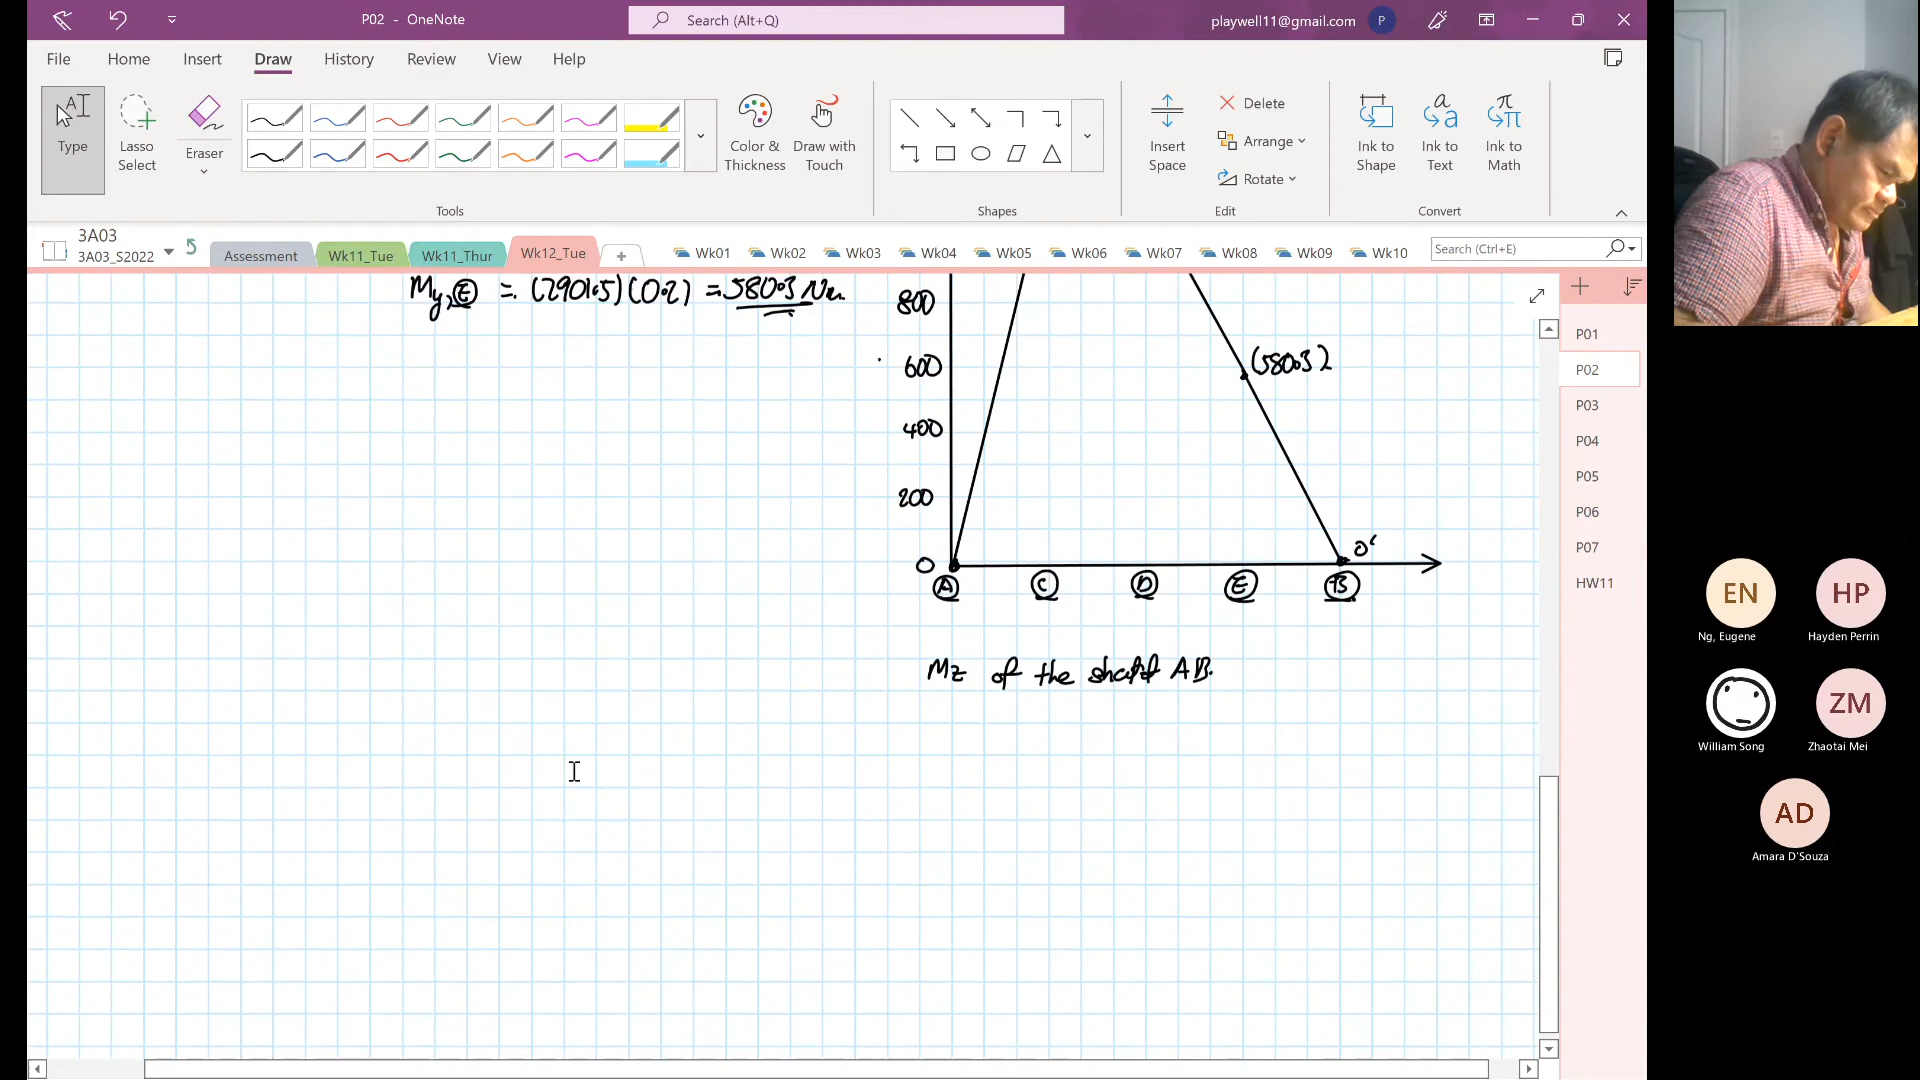 P02 - OneNote
Search (Alt+Q)
playwell11@gmail.com
P
File Home Insert Draw History Review View Help
Type
Lasso Select
Eraser
Color & Thickness
Draw with Touch
Insert Space
Delete
Arrange
Rotate
Ink to Shape
Ink to Text
Ink to Math
Tools Shapes Edit Convert
3A03
3A03_S2022
Assessment Wk11_Tue Wk11_Thur Wk12_Tue
Wk01 Wk02 Wk03 Wk04 Wk05 Wk06 Wk07 Wk08 Wk09 Wk10
Search (Ctrl+E)
My,E = (2901.5)(0.2) = 580.3 Nm
800
600
(580.3)
400
200
0
A C D E B
Mz of the shaft AB.
P01
P02
P03
P04
P05
P06
P07
HW11
EN
Ng, Eugene
HP
Hayden Perrin
William Song
ZM
Zhaotai Mei
AD
Amara D'Souza